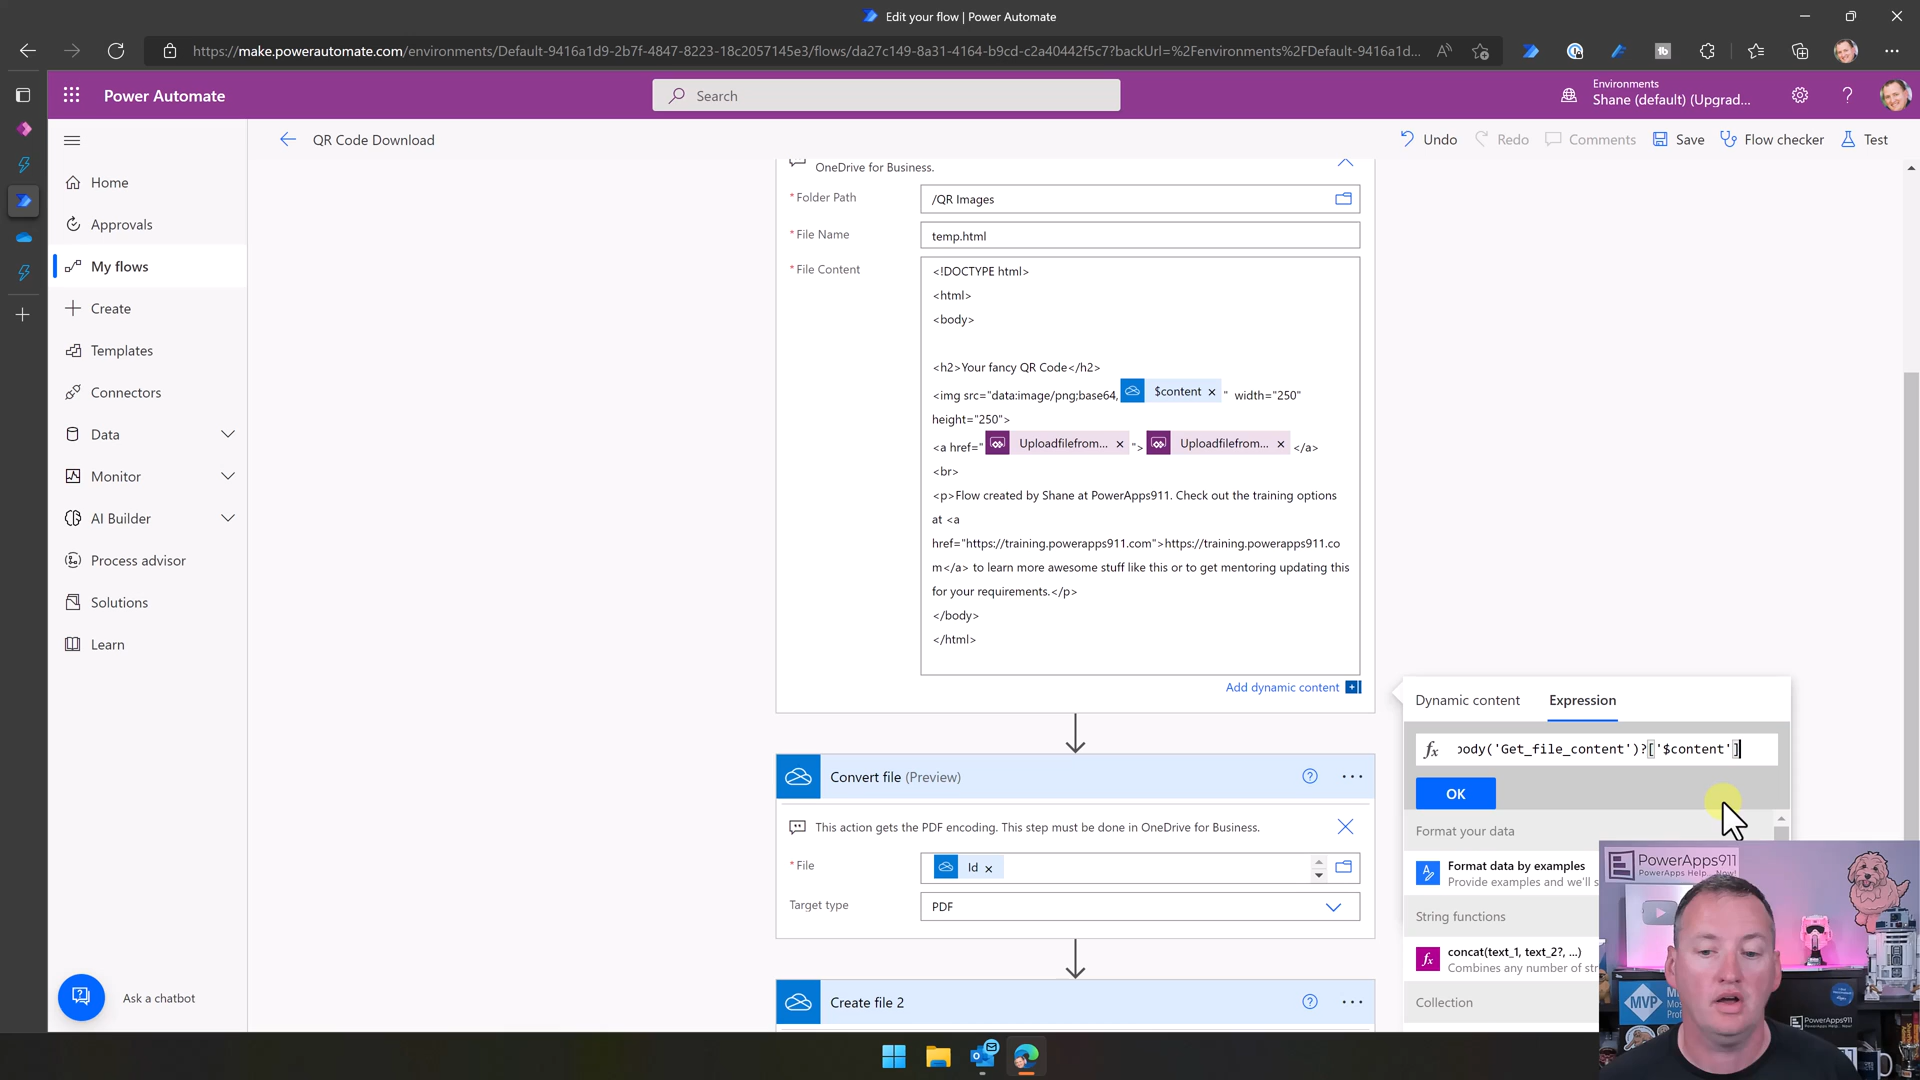 Edit your flow | Power Automate
https://make.powerautomate.com/environments/Default-9416a1d9-2b7f-4847-8223-18c2057145e3/flows/da27c149-8a31-4164-b9cd-c2a40442f5c7?backUrl=%2Fenvironments%2FDefault-9416a1d...
Power Automate
Search
Environments
Shane (default) (Upgrad...
QR Code Download
Undo
Redo
Comments
Save
Flow checker
Test
Home
Approvals
My flows
Create
Templates
Connectors
Data
Monitor
AI Builder
Process advisor
Solutions
Learn
Ask a chatbot
OneDrive for Business.
*Folder Path
/QR Images
*File Name
temp.html
*File Content
<!DOCTYPE html>
<html>
<body>
<h2>Your fancy QR Code</h2>
<img src="data:image/png;base64, $content × " width="250"
height="250">
<a href=" Uploadfilefrom... × "> Uploadfilefrom... × </a>
<br>
<p>Flow created by Shane at PowerApps911. Check out the training options
at <a
href="https://training.powerapps911.com">https://training.powerapps911.co
m</a> to learn more awesome stuff like this or to get mentoring updating this
for your requirements.</p>
</body>
</html>
Add dynamic content
Convert file (Preview)
This action gets the PDF encoding. This step must be done in OneDrive for Business.
*File
Id ×
Target type
PDF
Create file 2
Dynamic content
Expression
fx body('Get_file_content')?['$content']
OK
Format your data
Format data by examples
Provide examples and we'll s
String functions
fx concat(text_1, text_2?, ...)
Combines any number of str
Collection
PowerApps911
PowerApps Help... Now!
MVP
PowerApps911